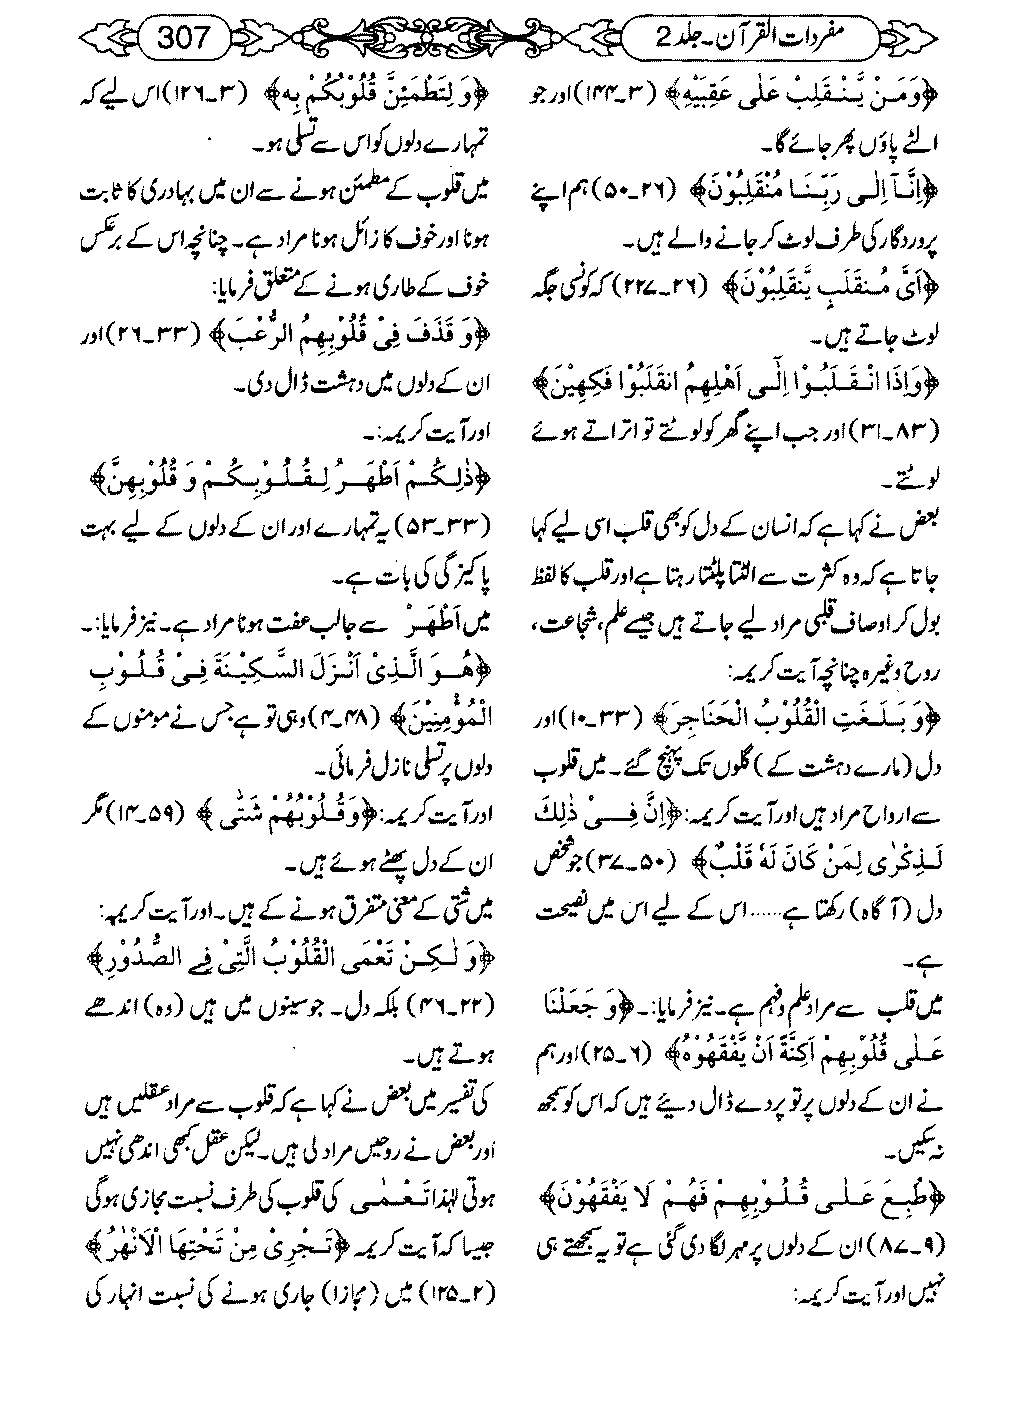 مفردات القرآن۔ جلد 2
307
﴿وَمَنْ يَّنْقَلِبْ عَلٰى عَقِبَيْهِ﴾ (۳۔۱۴۴) اور جو
الٹے پاؤں پھر جائے گا۔
﴿اِنَّآ اِلٰى رَبِّنَا مُنْقَلِبُوْنَ﴾ (۲۶۔۵۰) ہم اپنے
پروردگار کی طرف لوٹ کر جانے والے ہیں۔
﴿اَىَّ مُنْقَلَبٍ يَّنْقَلِبُوْنَ﴾ (۲۶۔۲۲۷) کہ کونسی جگہ
لوٹ جاتے ہیں۔
﴿وَاِذَا انْقَلَبُوْا اِلٰٓى اَهْلِهِمُ انْقَلَبُوْا فَكِهِيْنَ﴾
(۸۳۔۳۱) اور جب اپنے گھر کو لوٹتے تو اتراتے ہوئے
لوٹتے۔
بعض نے کہا ہے کہ انسان کے دل کو بھی قلب اسی لیے کہا
جاتا ہے کہ وہ کثرت سے الٹتا پلٹتا رہتا ہے اور قلب کا لفظ
بول کر اوصاف قلبی مراد لیے جاتے ہیں جیسے علم، شجاعت،
روح وغیرہ چنانچہ آیت کریمہ:
﴿وَ بَلَغَتِ الْقُلُوْبُ الْحَنَاجِرَ﴾ (۳۳۔۱۰) اور
دل (مارے دہشت کے) گلوں تک پہنچ گئے۔ میں قلوب
سے ارواح مراد ہیں اور آیت کریمہ: ﴿اِنَّ فِىْ ذٰلِكَ
لَذِكْرٰى لِمَنْ كَانَ لَهٗ قَلْبٌ﴾ (۵۰۔۳۷) جو شخص
دل (آگاہ) رکھتا ہے ..... اس کے لیے اس میں نصیحت
ہے۔
میں قلب سے مراد علم وفہم ہے۔ نیز فرمایا:۔ ﴿وَ جَعَلْنَا
عَلٰى قُلُوْبِهِمْ اَكِنَّةً اَنْ يَّفْقَهُوْهُ﴾ (۶۔۲۵) اور ہم
نے ان کے دلوں پر تو پردے ڈال دیئے ہیں کہ اس کو سمجھ
نہ سکیں۔
﴿طُبِعَ عَلٰى قُلُوْبِهِمْ فَهُمْ لَا يَفْقَهُوْنَ﴾
(۹۔۸۷) ان کے دلوں پر مہر لگا دی گئی ہے تو یہ سمجھتے ہی
نہیں اور آیت کریمہ:
﴿وَ لِتَطْمَئِنَّ قُلُوْبُكُمْ بِهٖ﴾ (۳۔۱۲۶) اس لیے کہ
تمہارے دلوں کو اس سے تسلی ہو۔
میں قلوب کے مطمئن ہونے سے ان میں بہادری کا ثابت
ہونا اور خوف کا زائل ہونا مراد ہے۔ چنانچہ اس کے برعکس
خوف کے طاری ہونے کے متعلق فرمایا:
﴿وَ قَذَفَ فِىْ قُلُوْبِهِمُ الرُّعْبَ﴾ (۳۳۔۲۶) اور
ان کے دلوں میں دہشت ڈال دی۔
اور آیت کریمہ:۔
﴿ذٰلِكُمْ اَطْهَرُ لِقُلُوْبِكُمْ وَ قُلُوْبِهِنَّ﴾
(۳۳۔۵۳) یہ تمہارے اور ان کے دلوں کے لیے بہت
پاکیزگی کی بات ہے۔
میں اَطْهَرُ سے جالب عفت ہونا مراد ہے۔ نیز فرمایا:۔
﴿هُوَ الَّذِىْ اَنْزَلَ السَّكِيْنَةَ فِىْ قُلُوْبِ
الْمُؤْمِنِيْنَ﴾ (۴۸۔۴) وہی تو ہے جس نے مومنوں کے
دلوں پر تسلی نازل فرمائی۔
اور آیت کریمہ: ﴿وَقُلُوْبُهُمْ شَتّٰى﴾ (۵۹۔۱۴) مگر
ان کے دل پھٹے ہوئے ہیں۔
میں شتی کے معنی متفرق ہونے کے ہیں۔ اور آیت کریمہ:
﴿وَ لٰكِنْ تَعْمَى الْقُلُوْبُ الَّتِىْ فِى الصُّدُوْرِ﴾
(۲۲۔۴۶) بلکہ دل۔ جو سینوں میں ہیں (وہ) اندھے
ہوتے ہیں۔
کی تفسیر میں بعض نے کہا ہے کہ قلوب سے مراد عقلیں ہیں
اور بعض نے روحیں مراد لی ہیں۔ لیکن عقل کبھی اندھی نہیں
ہوتی لہٰذا تَعْمٰى کی قلوب کی طرف نسبت مجازی ہوگی
جیسا کہ آیت کریمہ ﴿تَجْرِىْ مِنْ تَحْتِهَا الْاَنْهٰرُ﴾
(۲۔۱۲۵) میں (مجازا) جاری ہونے کی نسبت انہار کی